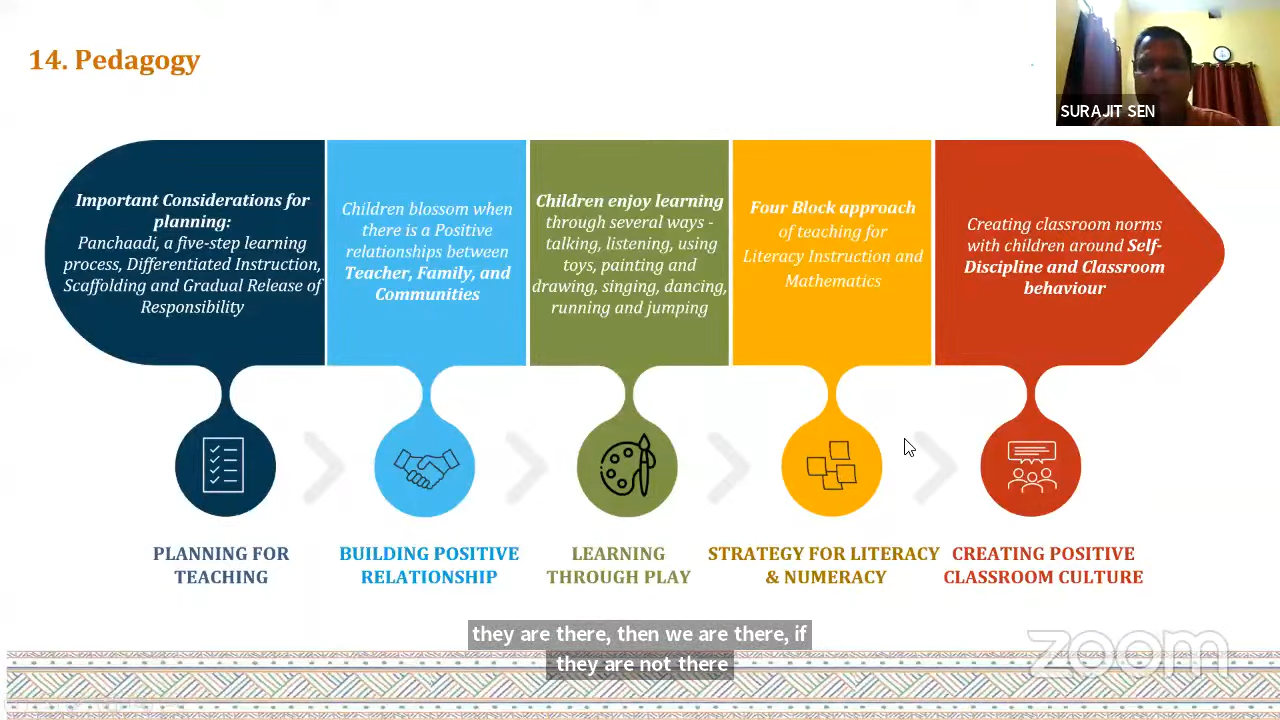 14. Pedagogy
SURAJIT SEN
Important Considerations for
planning:
Panchaadi, a five-step learning
process, Differentiated Instruction,
Scaffolding and Gradual Release of
Responsibility
Children blossom when
there is a Positive
relationships between
Teacher, Family, and
Communities
Children enjoy learning
through several ways -
talking, listening, using
toys, painting and
drawing, singing, dancing,
running and jumping
Four Block approach
of teaching for
Literacy Instruction and
Mathematics
Creating classroom norms
with children around Self-
Discipline and Classroom
behaviour
PLANNING FOR
TEACHING
BUILDING POSITIVE
RELATIONSHIP
LEARNING
THROUGH PLAY
STRATEGY FOR LITERACY
& NUMERACY
CREATING POSITIVE
CLASSROOM CULTURE
they are there, then we are there, if
they are not there
zoom